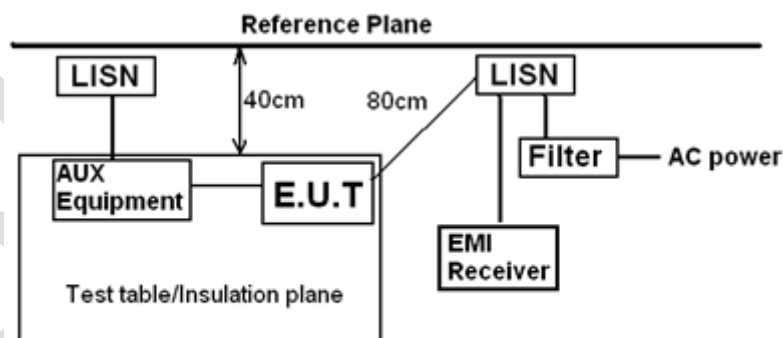 Reference Plane
LISN
40cm
80cm
LISN
Filter
AC power
AUX
Equipment
E.U.T
EMI
Receiver
Test table/Insulation plane